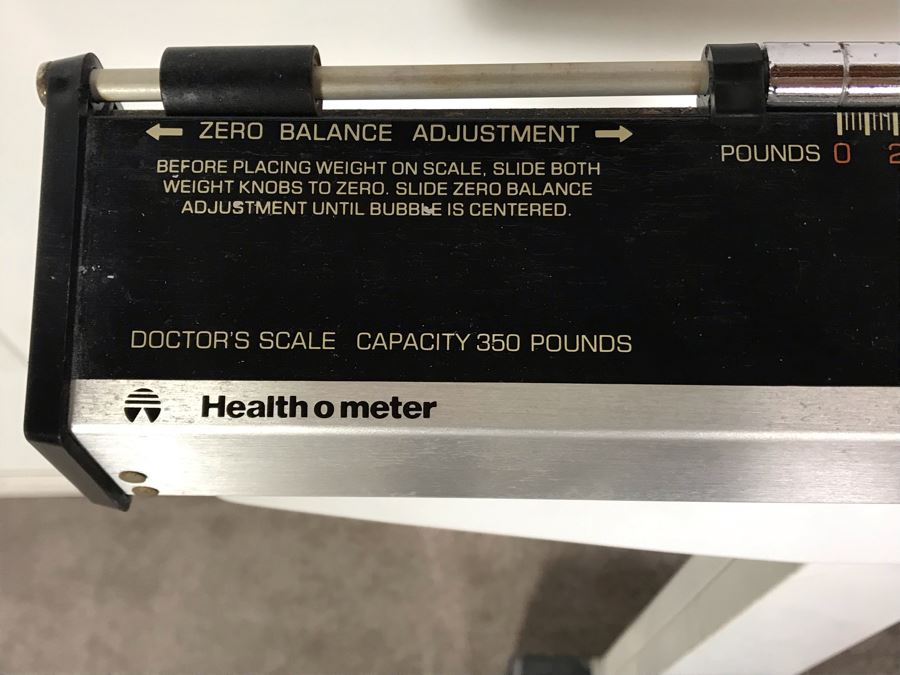 ← ZERO BALANCE ADJUSTMENT →
BEFORE PLACING WEIGHT ON SCALE, SLIDE BOTH
WEIGHT KNOBS TO ZERO. SLIDE ZERO BALANCE
ADJUSTMENT UNTIL BUBBLE IS CENTERED.
POUNDS 0 2
DOCTOR'S SCALE CAPACITY 350 POUNDS
Health o meter